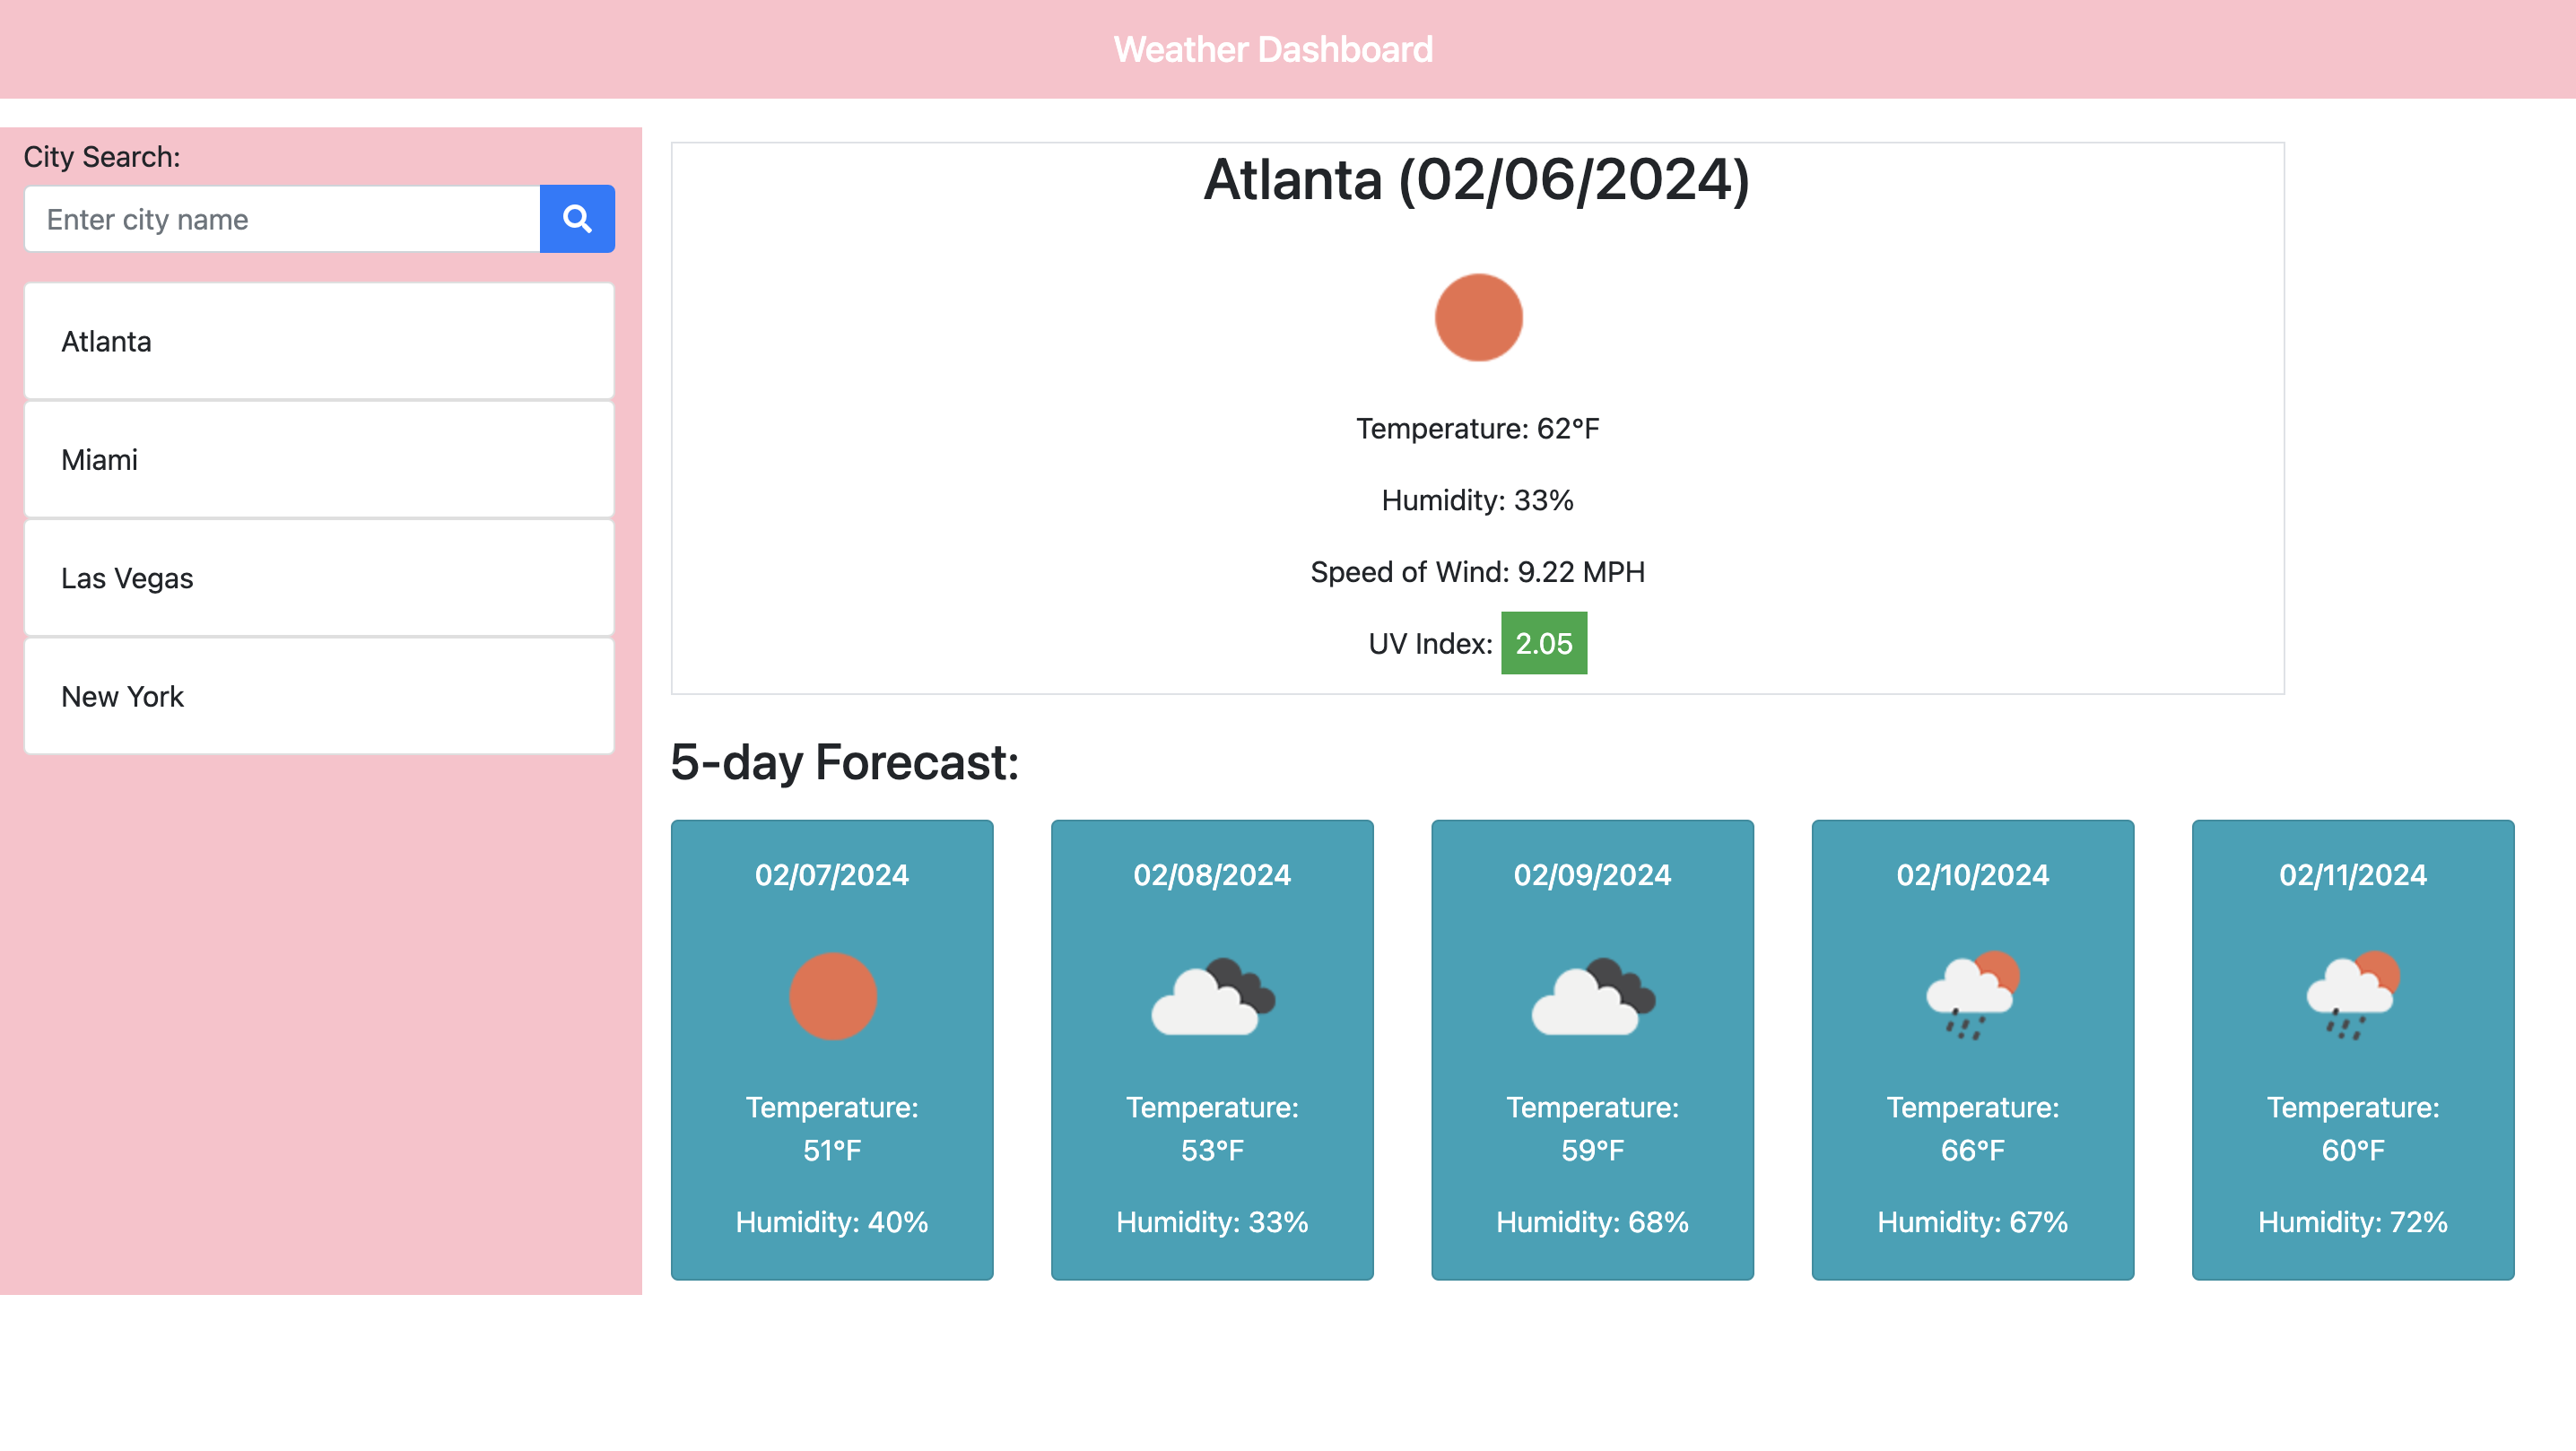 Weather Dashboard
City Search:
Enter city name
Atlanta
Miami
Las Vegas
New York
Atlanta (02/06/2024)
Temperature: 62°F
Humidity: 33%
Speed of Wind: 9.22 MPH
UV Index: 2.05
5-day Forecast:
02/07/2024
Temperature:
51°F
Humidity: 40%
02/08/2024
Temperature:
53°F
Humidity: 33%
02/09/2024
Temperature:
59°F
Humidity: 68%
02/10/2024
Temperature:
66°F
Humidity: 67%
02/11/2024
Temperature:
60°F
Humidity: 72%